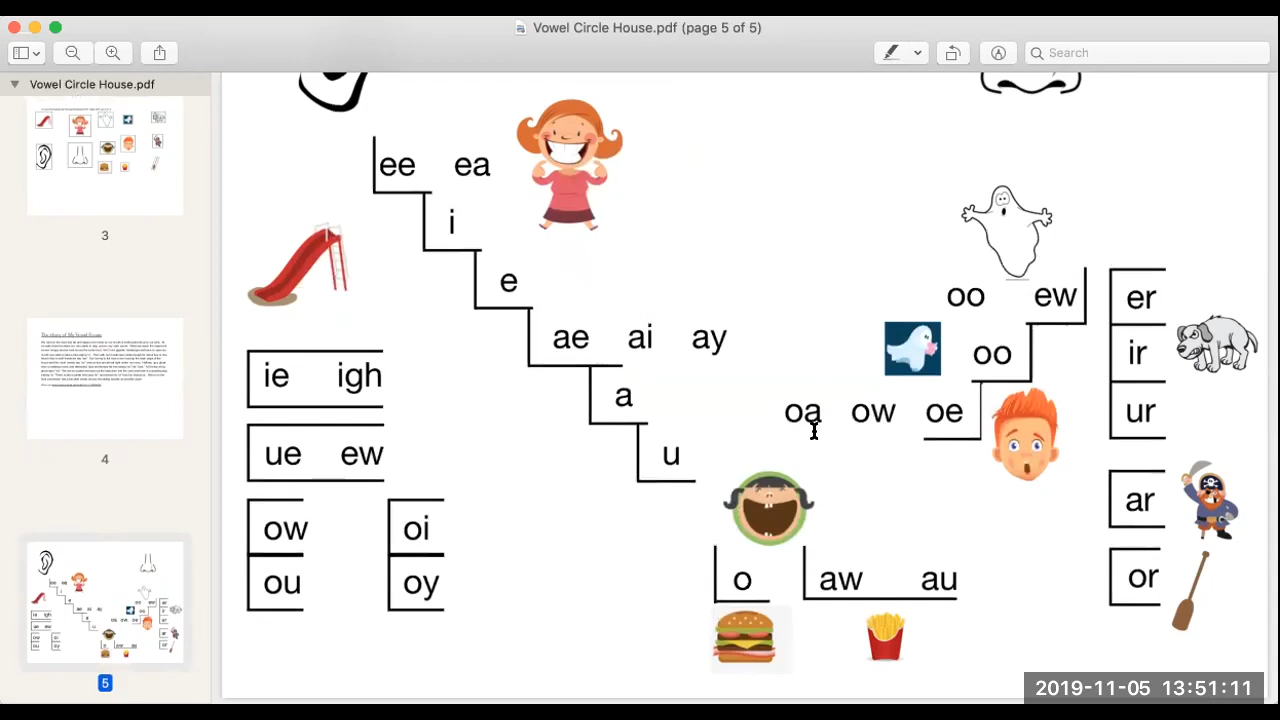 Vowel Circle House.pdf (page 5 of 5)
Search
Vowel Circle House.pdf
3
4
5
ee ea
i
e
ae ai ay
a
u
ie igh
ue ew
ow oi
ou oy
oo ew
oo
oa ow oe
o aw au
er
ir
ur
ar
or
2019-11-05 13:51:11